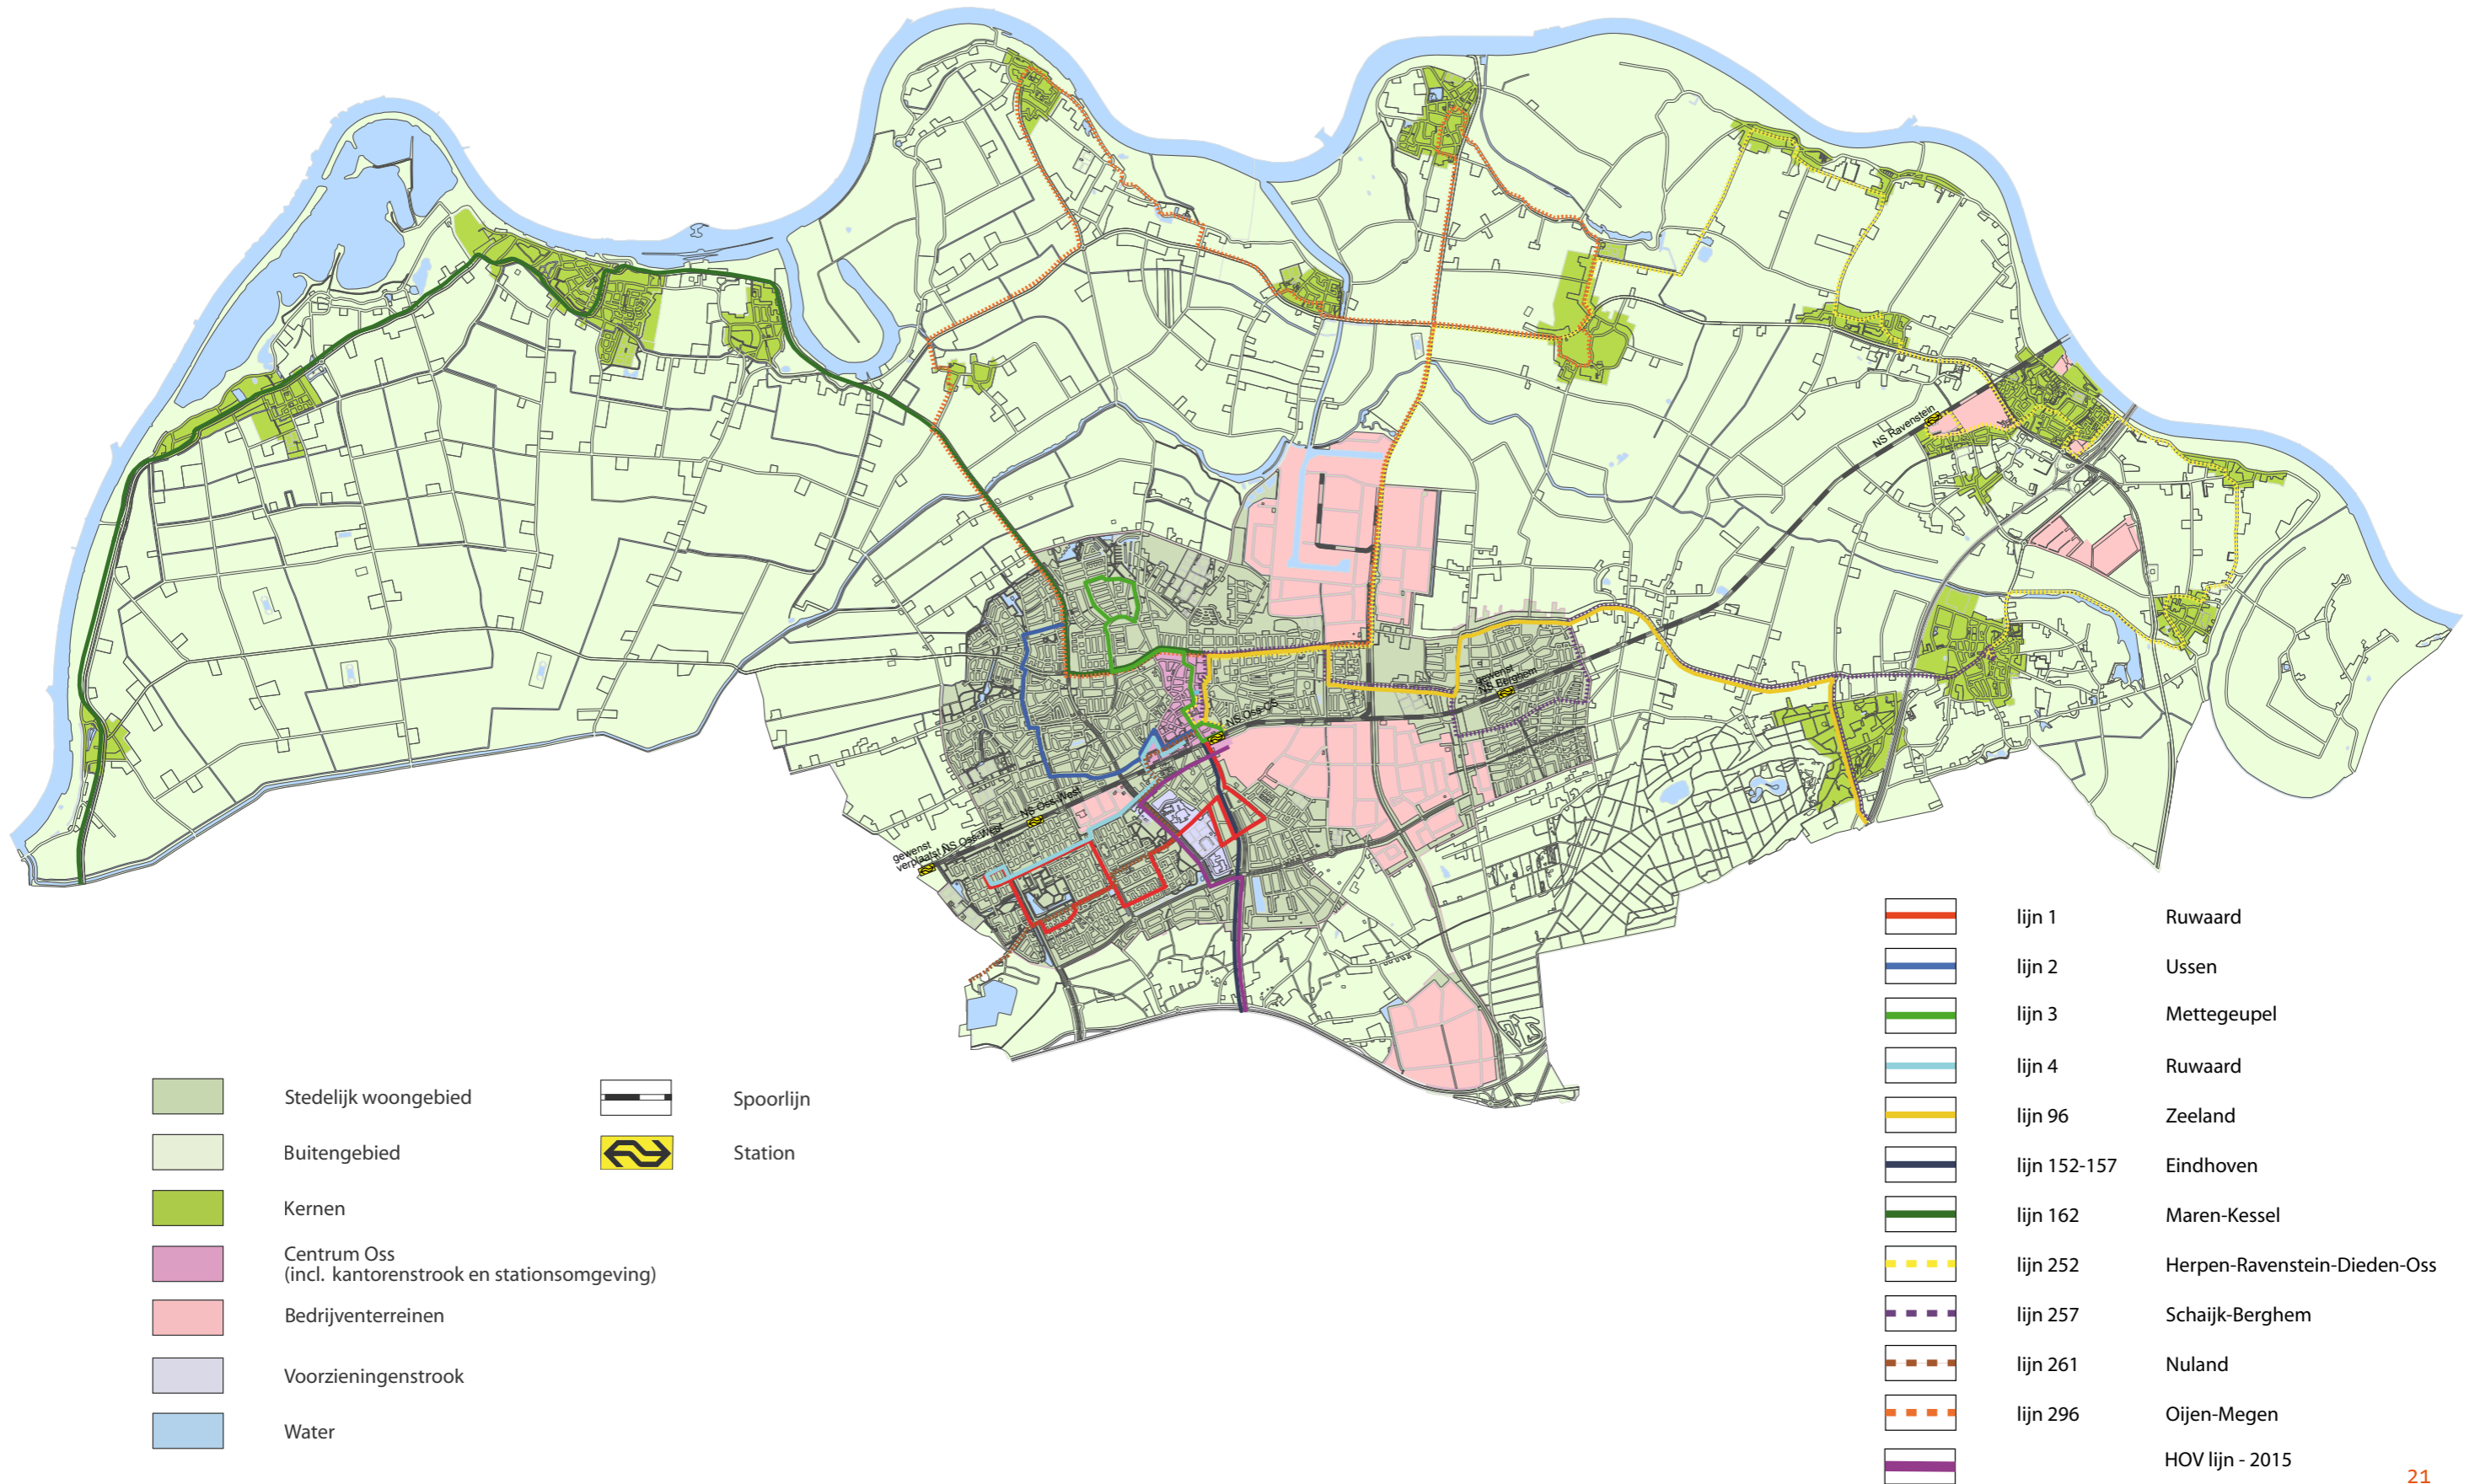 NS Ravenstein
gewenst
NS Berghem
NS Oss-CS
NS Oss-West
gewenst
verplaatst NS Oss-West
Stedelijk woongebied
Buitengebied
Kernen
Centrum Oss
(incl. kantorenstrook en stationsomgeving)
Bedrijventerreinen
Voorzieningenstrook
Water
Spoorlijn
Station
lijn 1 Ruwaard
lijn 2 Ussen
lijn 3 Mettegeupel
lijn 4 Ruwaard
lijn 96 Zeeland
lijn 152-157 Eindhoven
lijn 162 Maren-Kessel
lijn 252 Herpen-Ravenstein-Dieden-Oss
lijn 257 Schaijk-Berghem
lijn 261 Nuland
lijn 296 Oijen-Megen
HOV lijn - 2015
21